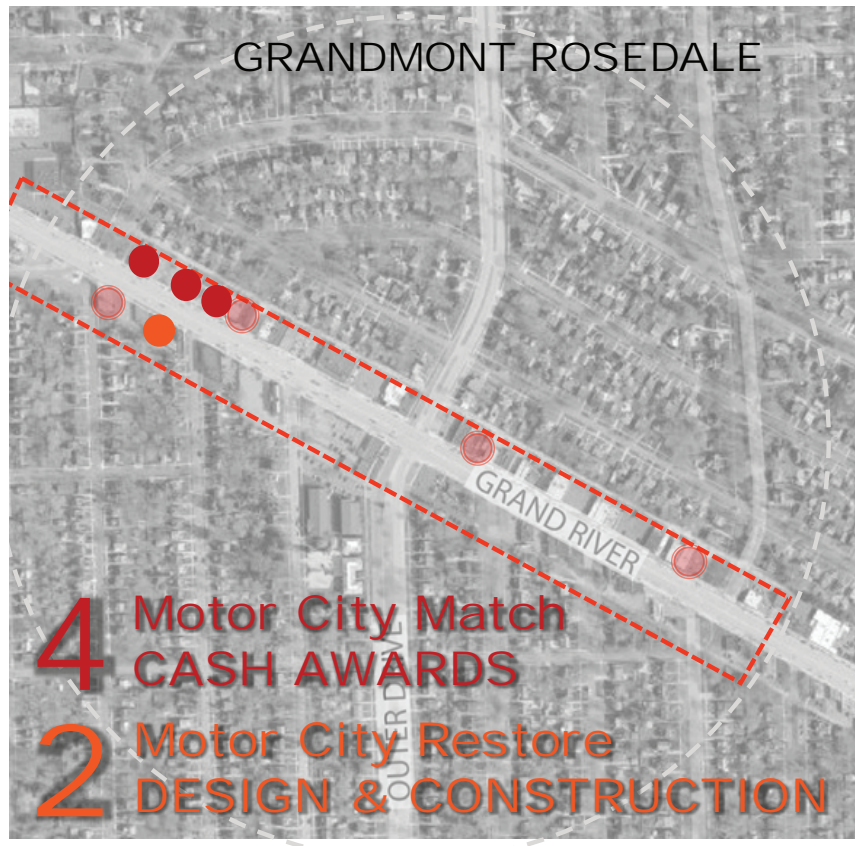 GRANDMONT ROSEDALE
GRAND RIVER
OUTER DRIVE
4
Motor City Match
CASH AWARDS
2
Motor City Restore
DESIGN & CONSTRUCTION